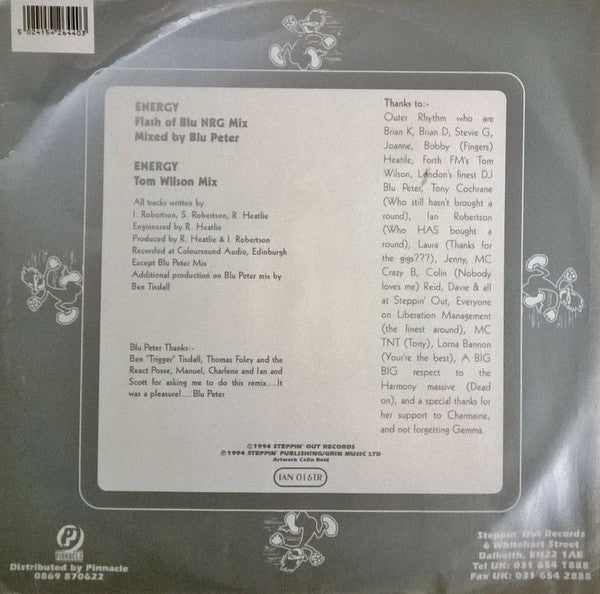 5 024154 264403
ENERGY
Flash of Blu NRG Mix
Mixed by Blu Peter
ENERGY
Tom Wilson Mix
All tracks written by
I. Robertson, S. Robertson, R. Heatlie
Engineered by R. Heatlie
Produced by R. Heatlie & I. Robertson
Recorded at Coloursound Audio, Edinburgh
Except Blu Peter Mix
Additional production on Blu Peter mix by
Ben Tisdall
Blu Peter Thanks:-
Ben "Trigger" Tisdall, Thomas Foley and the
React Posse, Manuel, Charlene and Ian and
Scott for asking me to do this remix....It
was a pleasure!....Blu Peter
Thanks to:-
Outer Rhythm who are
Brian K, Brian D, Stevie G,
Joanne, Bobby (Fingers)
Heatile, Forth FM's Tom
Wilson, London's finest DJ
Blu Peter, Tony Cochrane
(Who still hasn't brought a
round), Ian Robertson
(Who HAS bought a
round), Laura (Thanks for
the gigs???), Jenny, MC
Crazy B, Colin (Nobody
loves me) Reid, Davie & all
at Steppin' Out, Everyone
on Liberation Management
(the finest around), MC
TNT (Tony), Lorna Bannon
(You're the best), A BIG
BIG respect to the
Harmony massive (Dead
on), and a special thanks for
her support to Charmaine,
and not forgetting Gemma.
©1994 STEPPIN' OUT RECORDS
℗1994 STEPPIN' PUBLISHING/GRIN MUSIC LTD
Artwork Colin Reid
IAN 016TR
P
PINNACLE
Distributed by Pinnacle
0869 870622
Steppin' Out Records
6 Whitehart Street
Dalkeith, EH22 1AE
Tel UK: 031 654 1888
Fax UK: 031 654 2888